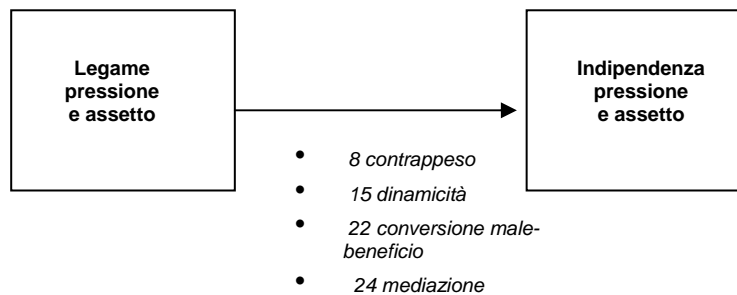 Legame
pressione
e assetto
Indipendenza
pressione
e assetto
• 8 contrappeso
• 15 dinamicità
• 22 conversione male-
beneficio
• 24 mediazione